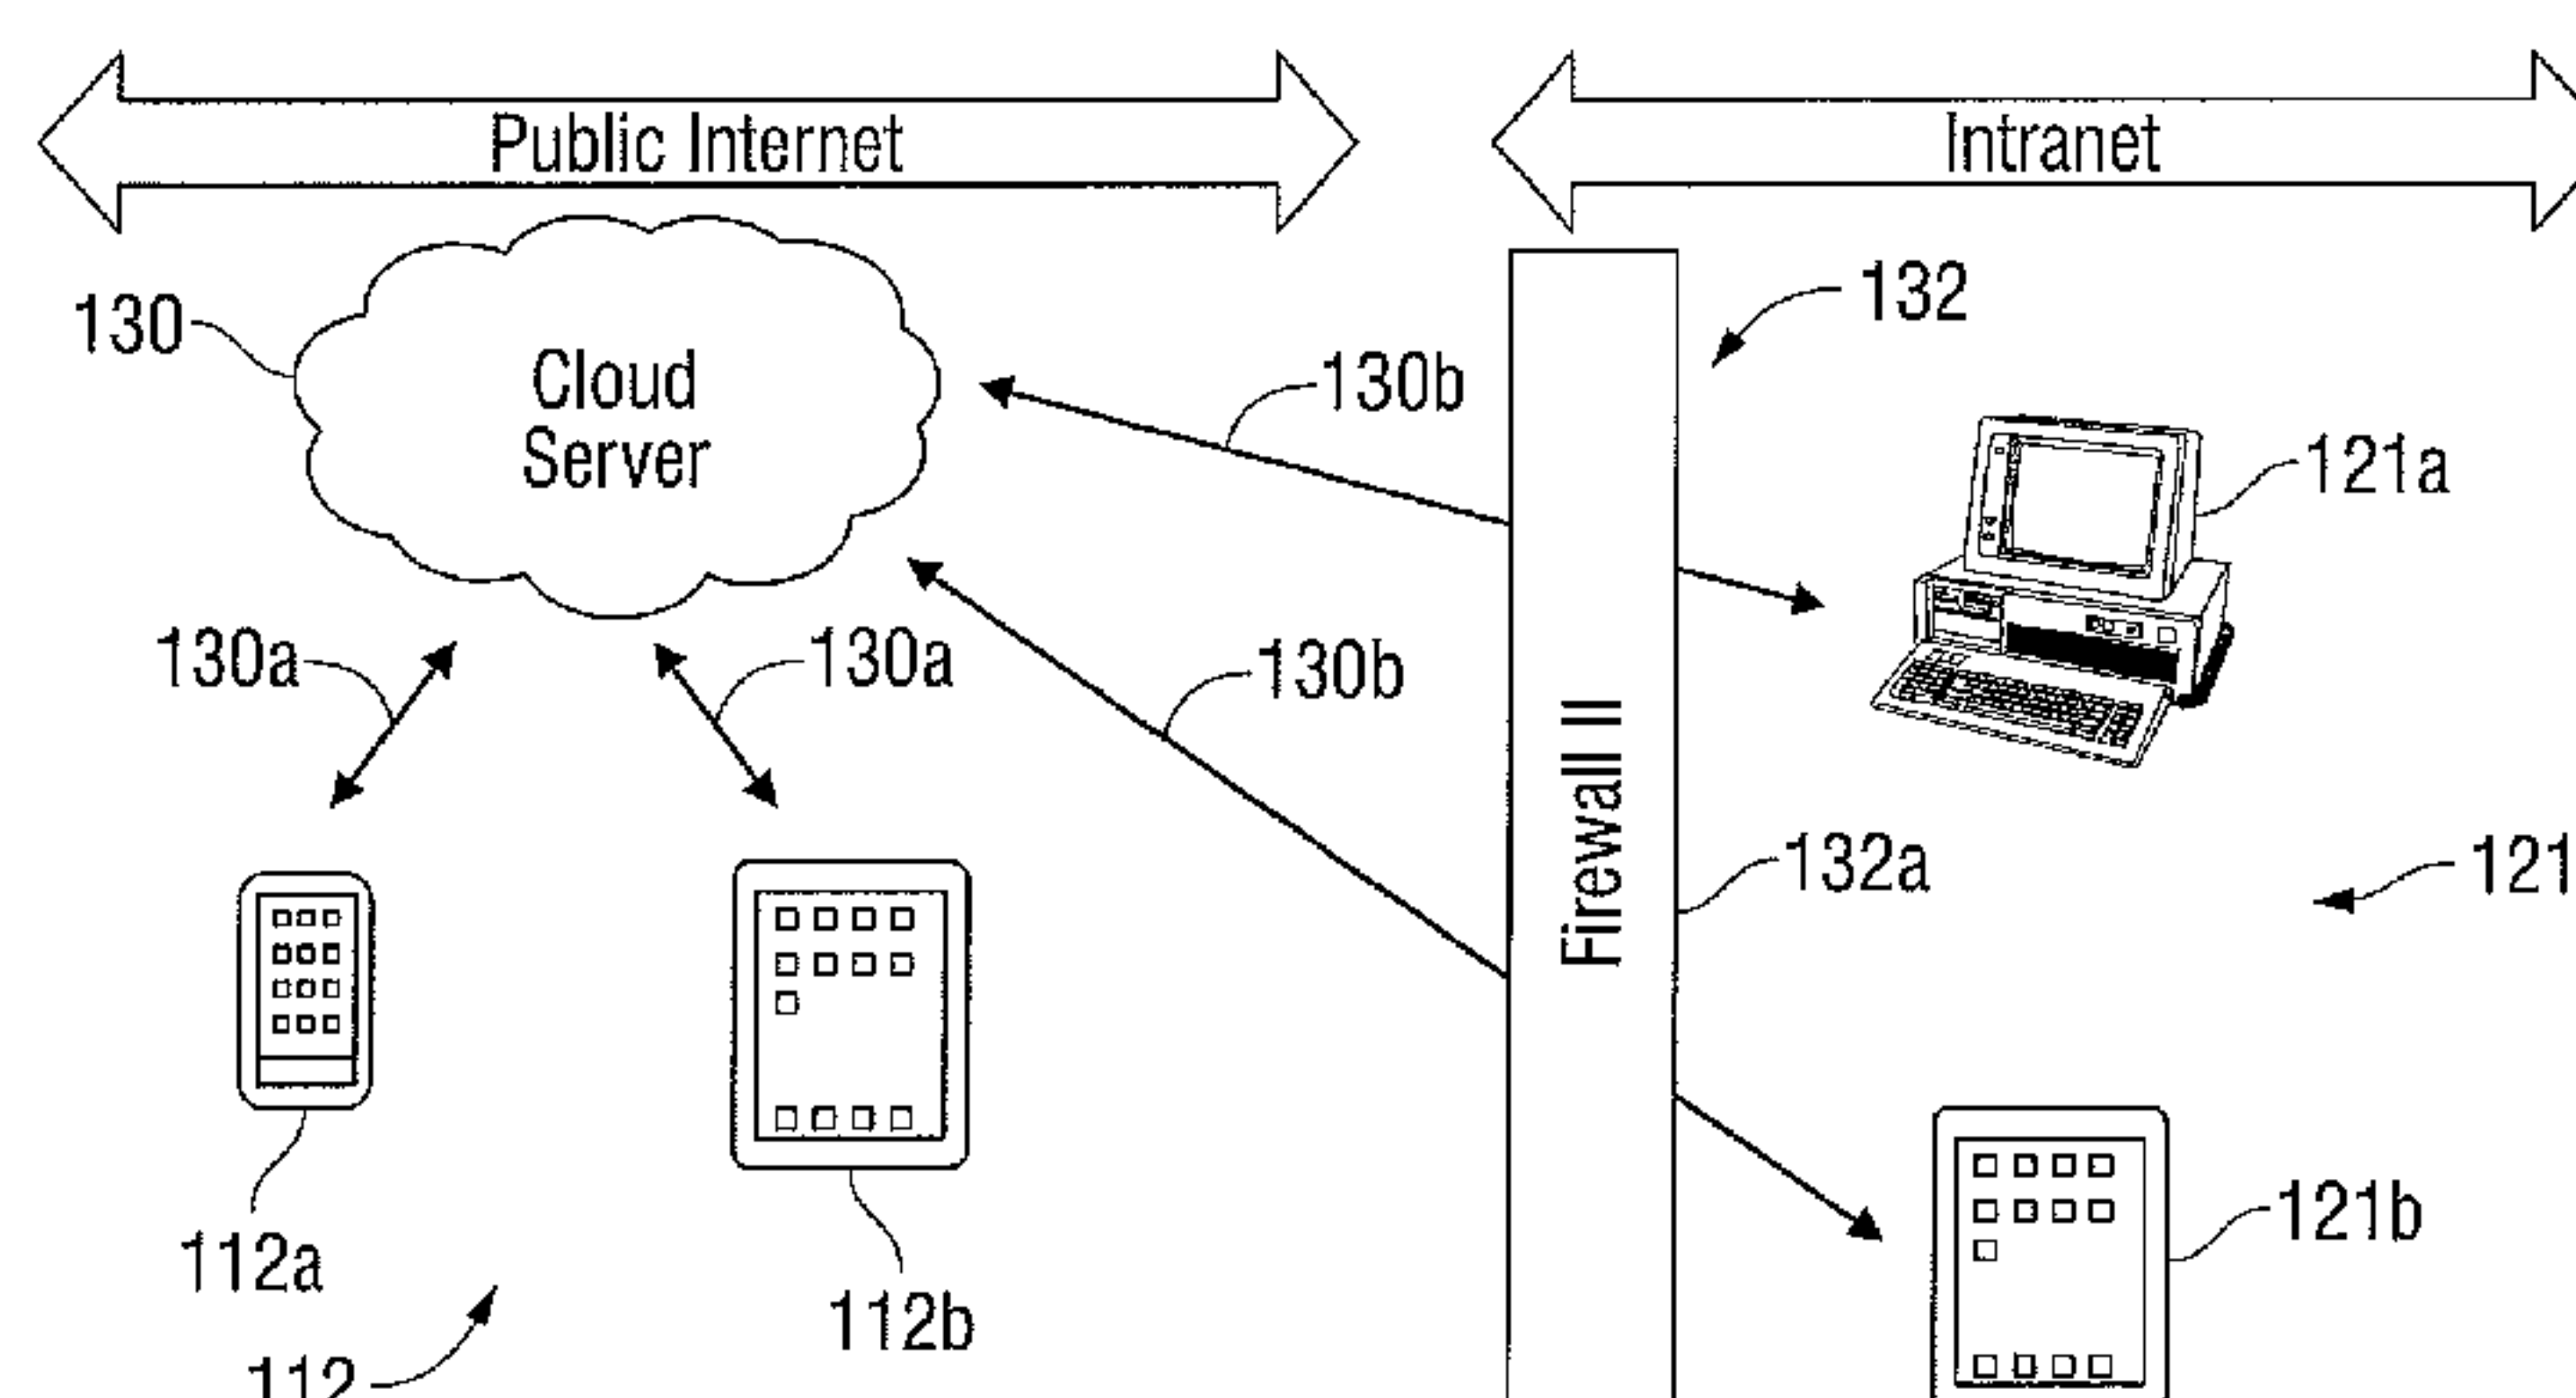 Public Internet
Intranet
130
Cloud
Server
130b
132
121a
130a
130a
130b
Firewall II
132a
121
112a
112b
121b
112